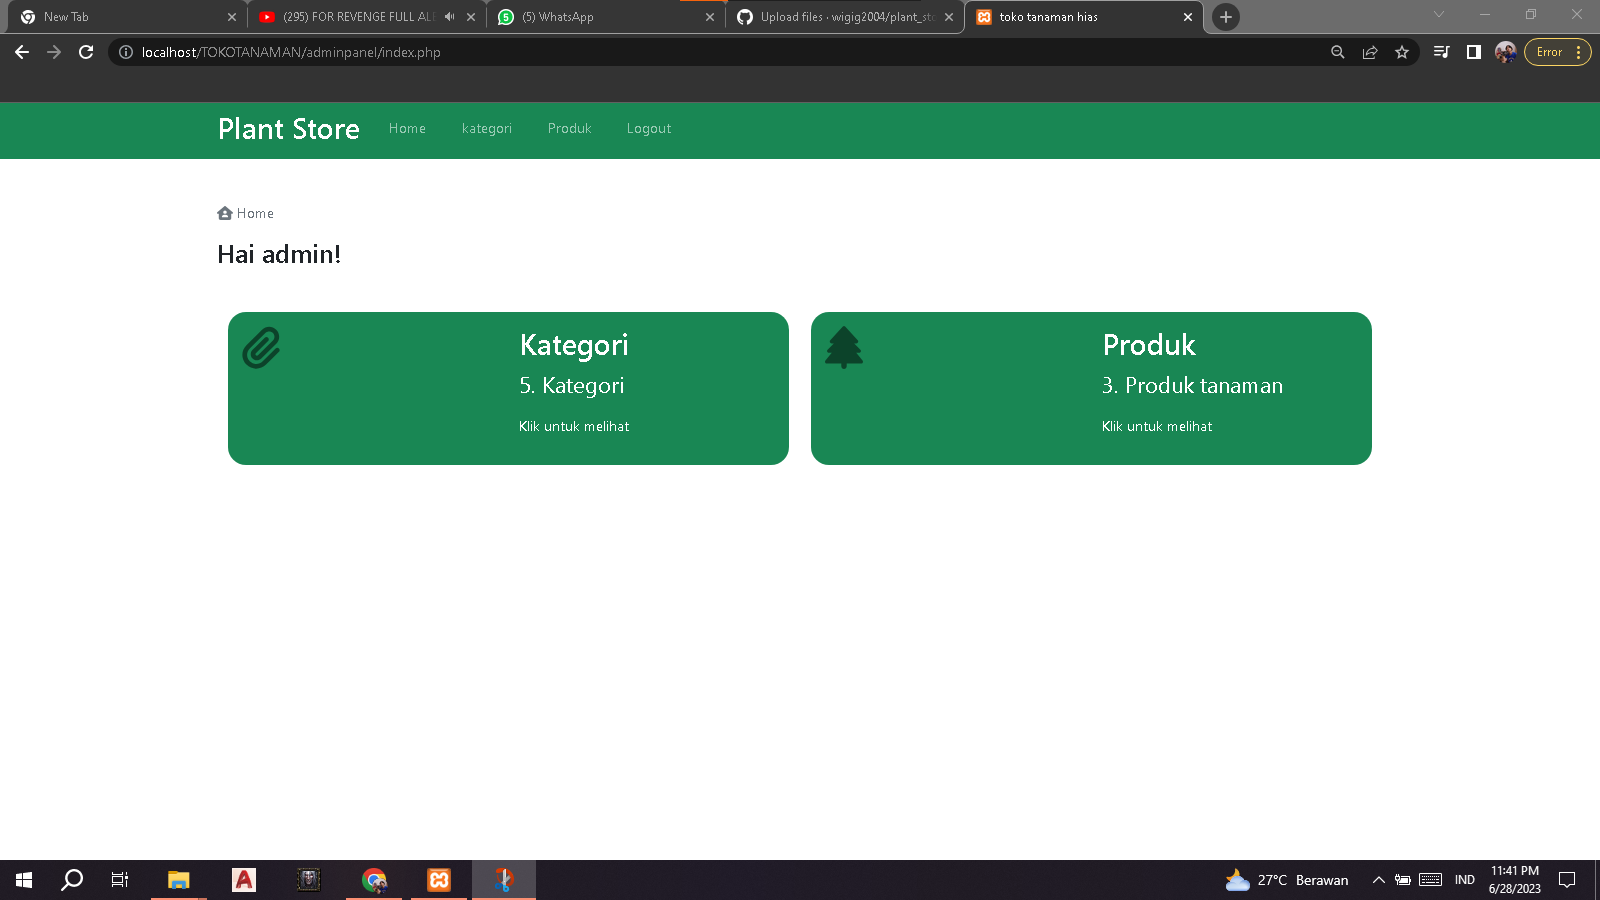 New Tab
(295) FOR REVENGE FULL ALB
(5) WhatsApp
Upload files · wigig2004/plant_sto
toko tanaman hias
localhost/TOKOTANAMAN/adminpanel/index.php
Error
Plant Store
Home
kategori
Produk
Logout
Home
Hai admin!
Kategori
5. Kategori
Klik untuk melihat
Produk
3. Produk tanaman
Klik untuk melihat
27°C Berawan
IND
11:41 PM
6/28/2023